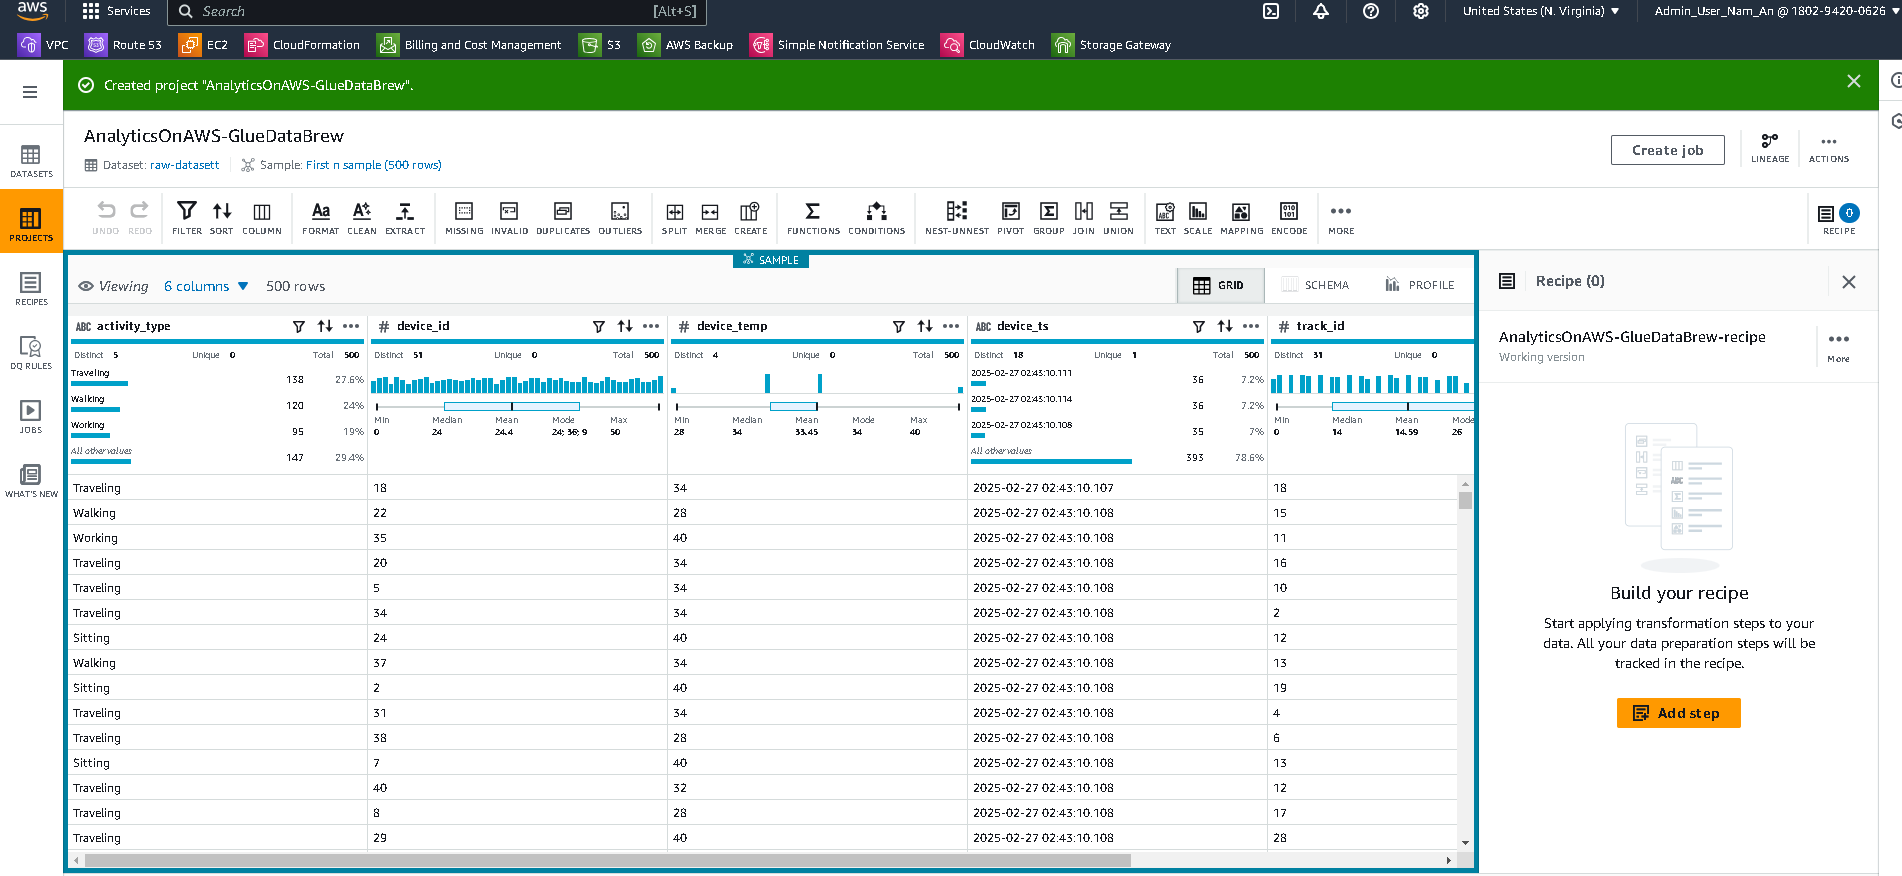 aws Services Search [Alt+S] United States (N. Virginia) Admin_User_Nam_An @ 1802-9420-0626
VPC Route 53 EC2 CloudFormation Billing and Cost Management S3 AWS Backup Simple Notification Service CloudWatch Storage Gateway
Created project "AnalyticsOnAWS-GlueDataBrew".
AnalyticsOnAWS-GlueDataBrew
Dataset: raw-datasett Sample: First n sample (500 rows)
Create job LINEAGE ACTIONS
DATASETS
PROJECTS
RECIPES
DQ RULES
JOBS
WHAT'S NEW
UNDO REDO FILTER SORT COLUMN FORMAT CLEAN EXTRACT MISSING INVALID DUPLICATES OUTLIERS SPLIT MERGE CREATE FUNCTIONS CONDITIONS NEST-UNNEST PIVOT GROUP JOIN UNION TEXT SCALE MAPPING ENCODE MORE 0 RECIPE
SAMPLE
Viewing 6 columns 500 rows GRID SCHEMA PROFILE
ABC activity_type # device_id # device_temp ABC device_ts # track_id
Distinct 5 Unique 0 Total 500 Distinct 51 Unique 0 Total 500 Distinct 4 Unique 0 Total 500 Distinct 18 Unique 1 Total 500 Distinct 31 Unique 0
Traveling 138 27.6% 2025-02-27 02:43:10.111 36 7.2%
Walking 120 24% 2025-02-27 02:43:10.114 36 7.2%
Working 95 19% 2025-02-27 02:43:10.108 35 7%
All other values 147 29.4% All other values 393 78.6%
Min Median Mean Mode Max Min Median Mean Mode Max Min Median Mean Mode
0 24 24.4 24; 36; 9 50 28 34 33.45 34 40 0 14 14.59 26
Traveling 18 34 2025-02-27 02:43:10.107 18
Walking 22 28 2025-02-27 02:43:10.108 15
Working 35 40 2025-02-27 02:43:10.108 11
Traveling 20 34 2025-02-27 02:43:10.108 16
Traveling 5 34 2025-02-27 02:43:10.108 10
Traveling 34 34 2025-02-27 02:43:10.108 2
Sitting 24 40 2025-02-27 02:43:10.108 12
Walking 37 34 2025-02-27 02:43:10.108 13
Sitting 2 40 2025-02-27 02:43:10.108 19
Traveling 31 34 2025-02-27 02:43:10.108 4
Traveling 38 28 2025-02-27 02:43:10.108 6
Sitting 7 40 2025-02-27 02:43:10.108 13
Traveling 40 32 2025-02-27 02:43:10.108 12
Traveling 8 28 2025-02-27 02:43:10.108 17
Traveling 29 40 2025-02-27 02:43:10.108 28
Recipe (0)
AnalyticsOnAWS-GlueDataBrew-recipe
Working version
More
Build your recipe
Start applying transformation steps to your
data. All your data preparation steps will be
tracked in the recipe.
Add step